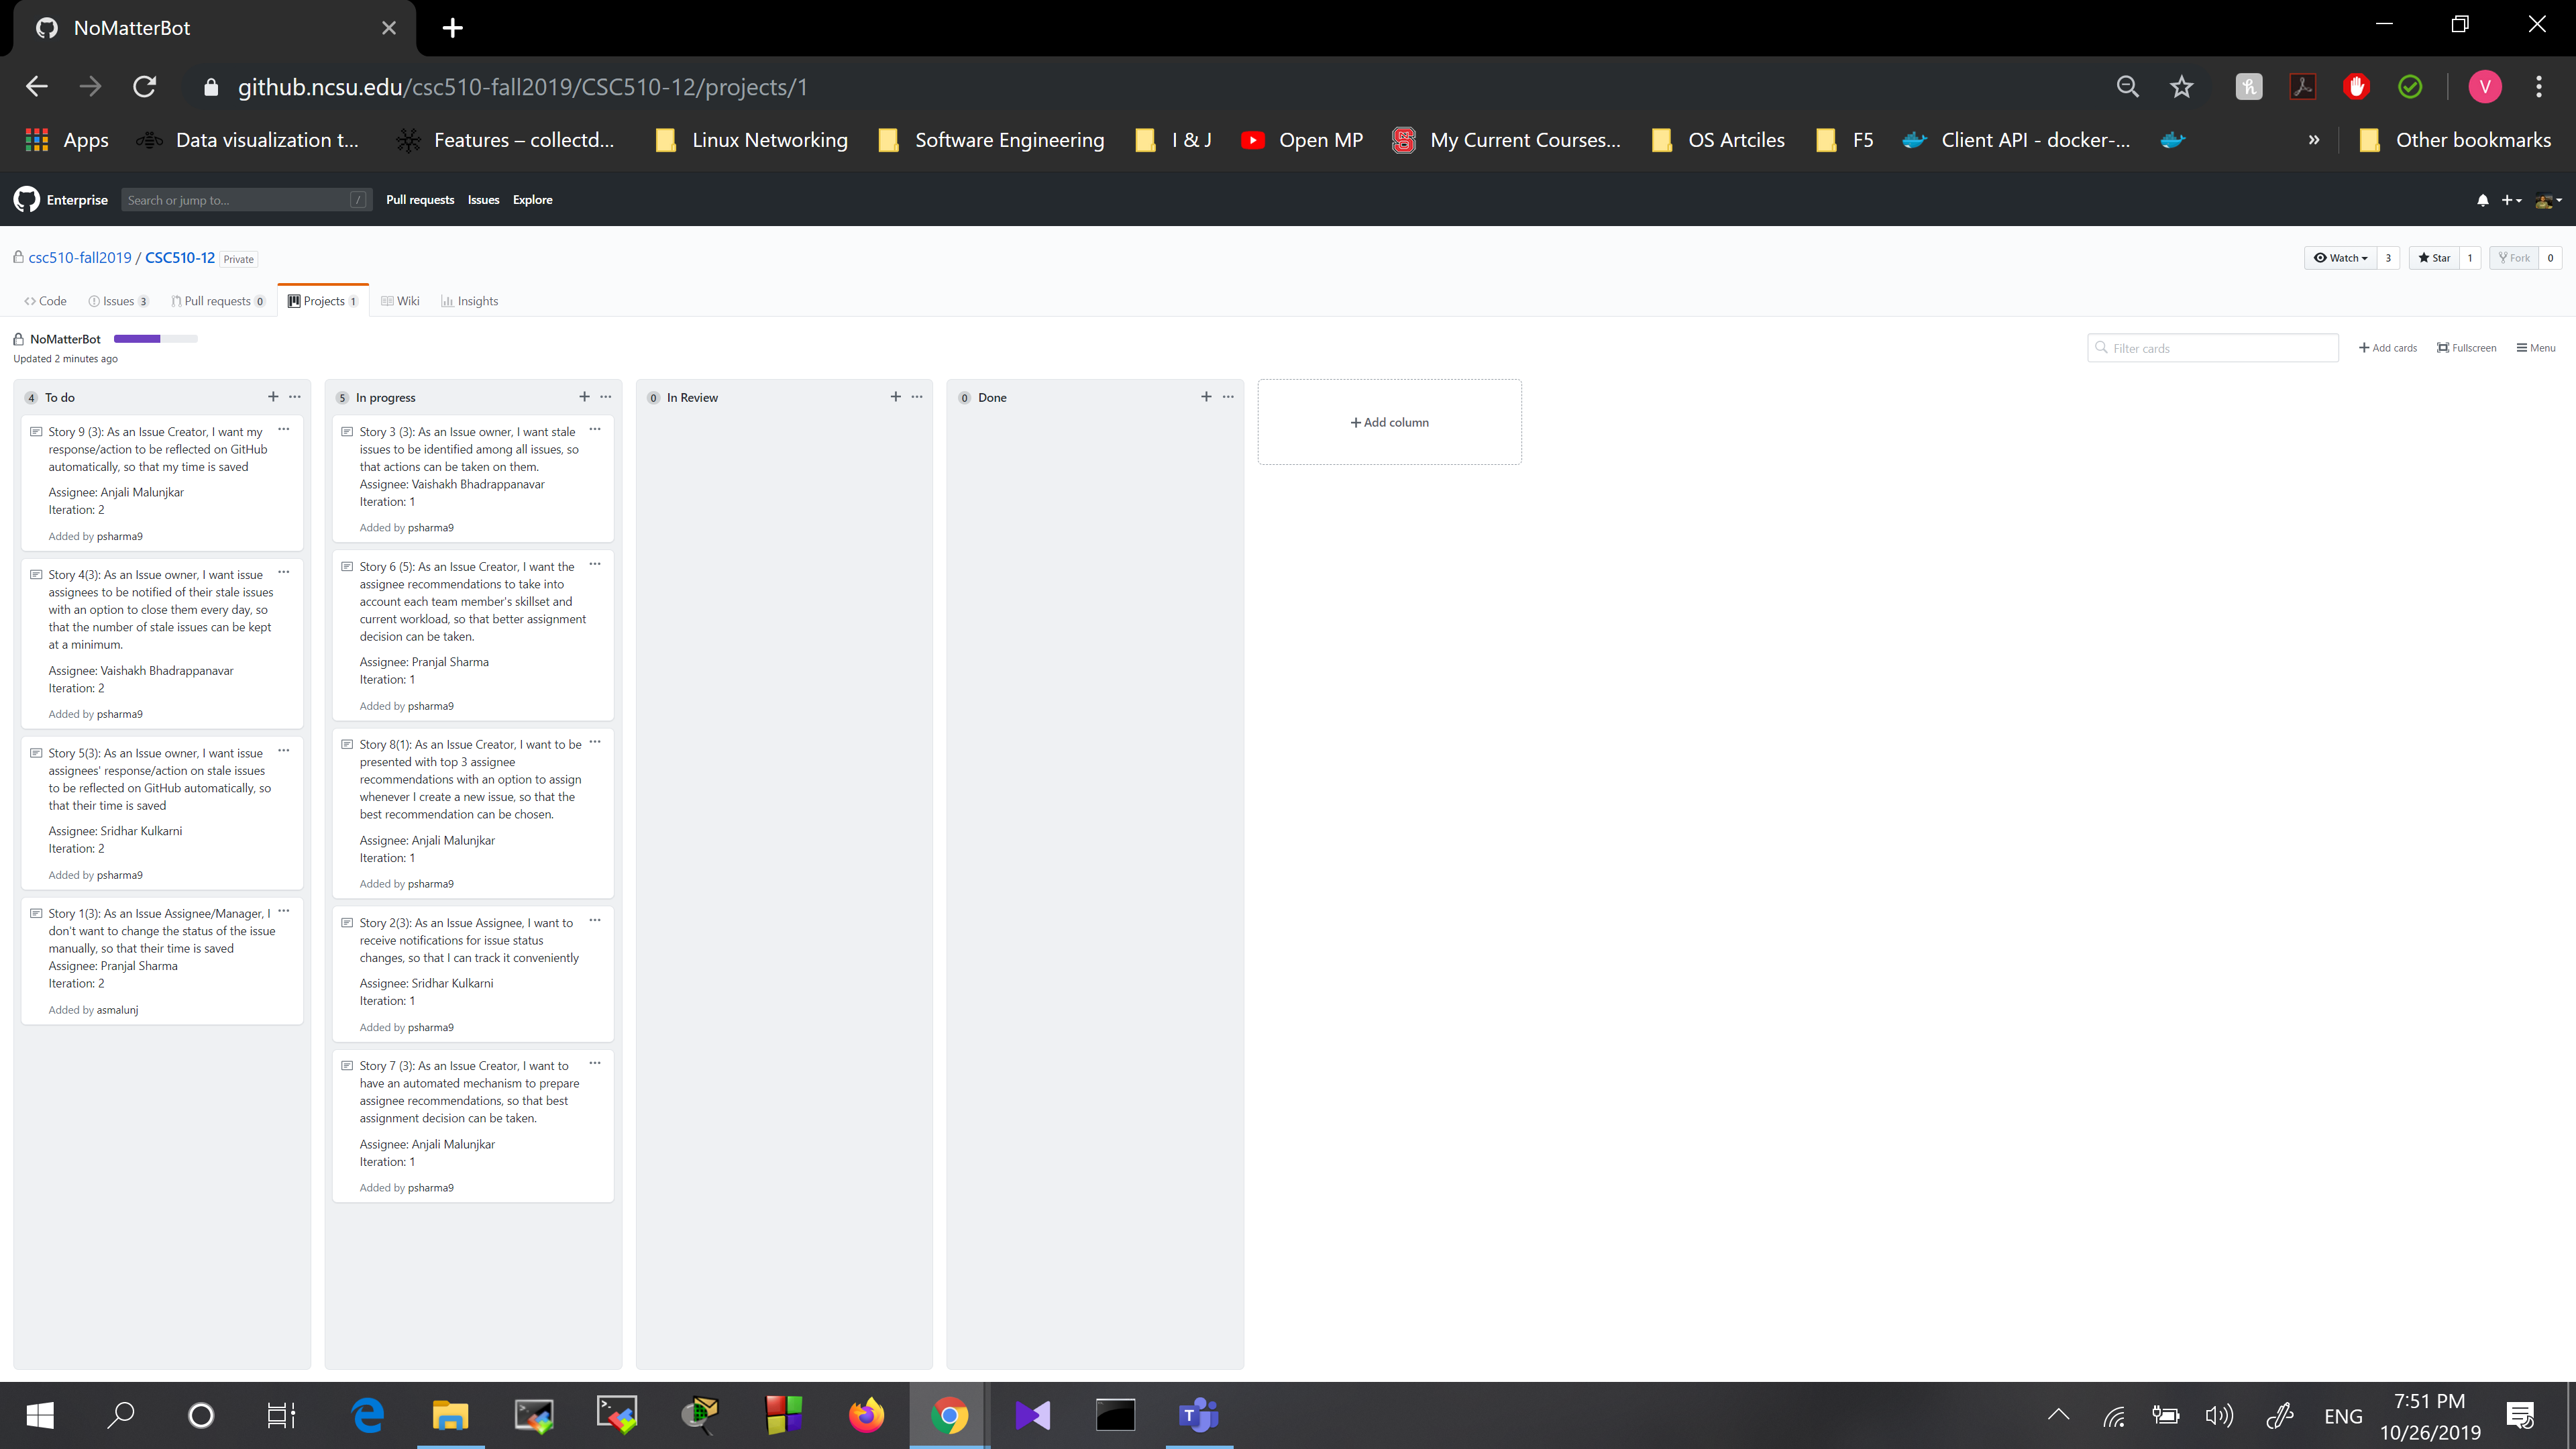 NoMatterBot
github.ncsu.edu/csc510-fall2019/CSC510-12/projects/1
V
Apps
Data visualization t...
Features – collectd...
Linux Networking
Software Engineering
I & J
Open MP
My Current Courses...
OS Artciles
F5
Client API - docker-...
»
Other bookmarks
Enterprise
Search or jump to...
/
Pull requests
Issues
Explore
csc510-fall2019 / CSC510-12 Private
Watch 3
Star 1
Fork 0
Code
Issues 3
Pull requests 0
Projects 1
Wiki
Insights
NoMatterBot
Updated 2 minutes ago
Filter cards
Add cards
Fullscreen
Menu
4 To do
Story 9 (3): As an Issue Creator, I want my
response/action to be reflected on GitHub
automatically, so that my time is saved
Assignee: Anjali Malunjkar
Iteration: 2
Added by psharma9
Story 4(3): As an Issue owner, I want issue
assignees to be notified of their stale issues
with an option to close them every day, so
that the number of stale issues can be kept
at a minimum.
Assignee: Vaishakh Bhadrappanavar
Iteration: 2
Added by psharma9
Story 5(3): As an Issue owner, I want issue
assignees' response/action on stale issues
to be reflected on GitHub automatically, so
that their time is saved
Assignee: Sridhar Kulkarni
Iteration: 2
Added by psharma9
Story 1(3): As an Issue Assignee/Manager, I
don't want to change the status of the issue
manually, so that their time is saved
Assignee: Pranjal Sharma
Iteration: 2
Added by asmalunj
5 In progress
Story 3 (3): As an Issue owner, I want stale
issues to be identified among all issues, so
that actions can be taken on them.
Assignee: Vaishakh Bhadrappanavar
Iteration: 1
Added by psharma9
Story 6 (5): As an Issue Creator, I want the
assignee recommendations to take into
account each team member's skillset and
current workload, so that better assignment
decision can be taken.
Assignee: Pranjal Sharma
Iteration: 1
Added by psharma9
Story 8(1): As an Issue Creator, I want to be
presented with top 3 assignee
recommendations with an option to assign
whenever I create a new issue, so that the
best recommendation can be chosen.
Assignee: Anjali Malunjkar
Iteration: 1
Added by psharma9
Story 2(3): As an Issue Assignee, I want to
receive notifications for issue status
changes, so that I can track it conveniently
Assignee: Sridhar Kulkarni
Iteration: 1
Added by psharma9
Story 7 (3): As an Issue Creator, I want to
have an automated mechanism to prepare
assignee recommendations, so that best
assignment decision can be taken.
Assignee: Anjali Malunjkar
Iteration: 1
Added by psharma9
0 In Review
0 Done
Add column
ENG
7:51 PM
10/26/2019